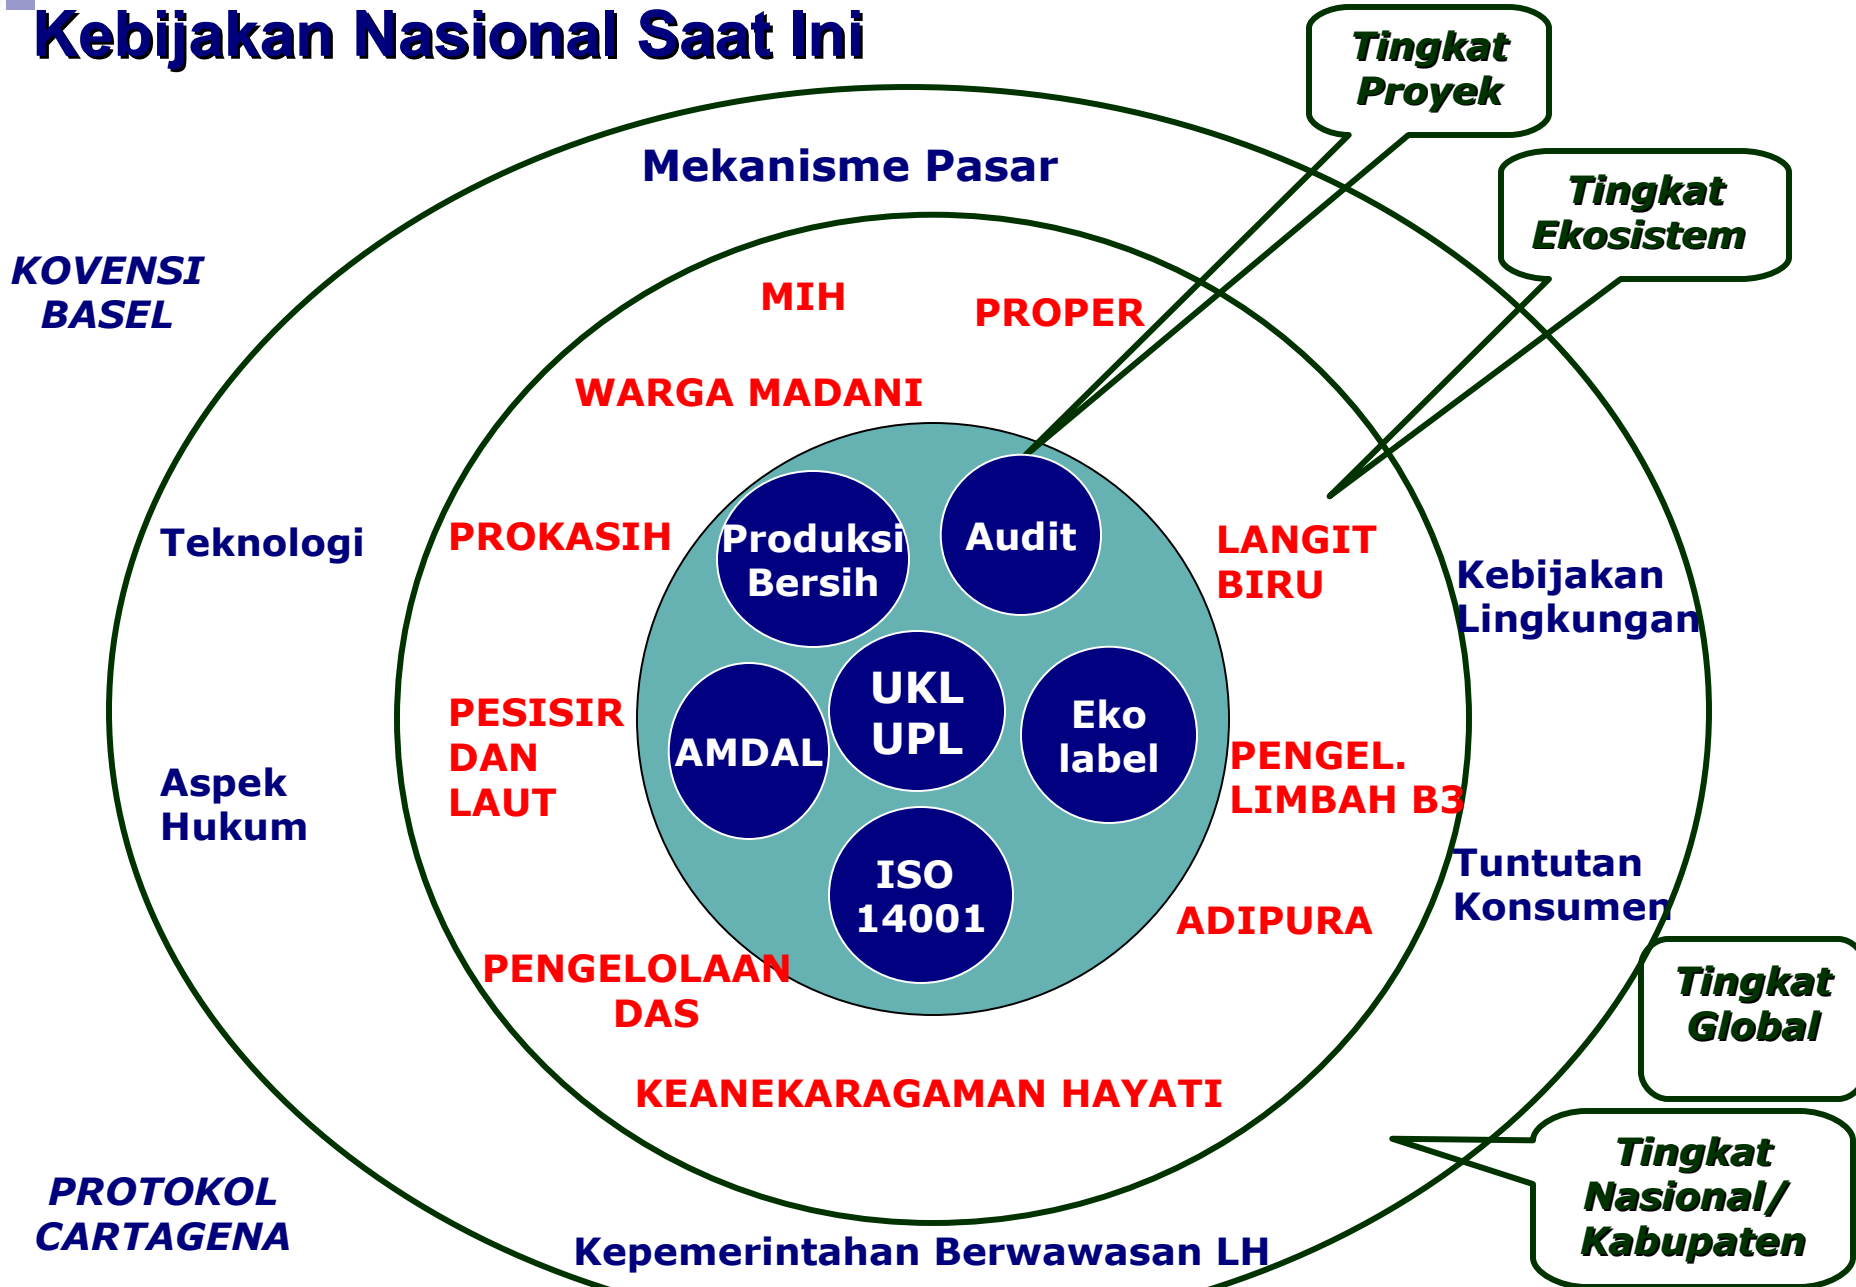 Kebijakan Nasional Saat Ini
Tingkat
Proyek
Mekanisme Pasar
Tingkat
Ekosistem
KOVENSI
BASEL
MIH
PROPER
WARGA MADANI
Teknologi
PROKASIH
Produksi
Bersih
Audit
LANGIT
BIRU
Kebijakan
Lingkungan
PESISIR
DAN
LAUT
AMDAL
UKL
UPL
Eko
label
PENGEL.
LIMBAH B3
Aspek
Hukum
ISO
14001
Tuntutan
Konsumen
ADIPURA
PENGELOLAAN
DAS
Tingkat
Global
KEANEKARAGAMAN HAYATI
Tingkat
Nasional/
Kabupaten
PROTOKOL
CARTAGENA
Kepemerintahan Berwawasan LH